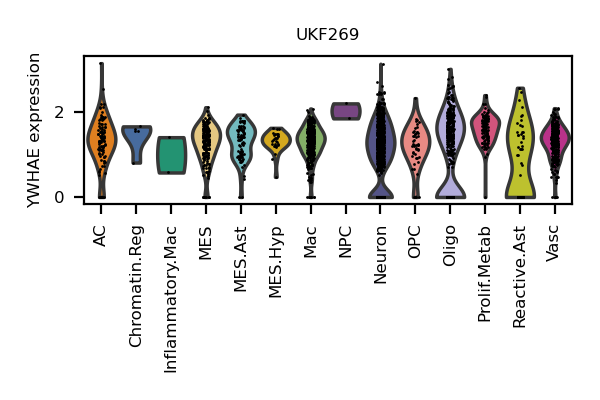 UKF269
YWHAE expression
2
0
AC
Chromatin.Reg
Inflammatory.Mac
MES
MES.Ast
MES.Hyp
Mac
NPC
Neuron
OPC
Oligo
Prolif.Metab
Reactive.Ast
Vasc